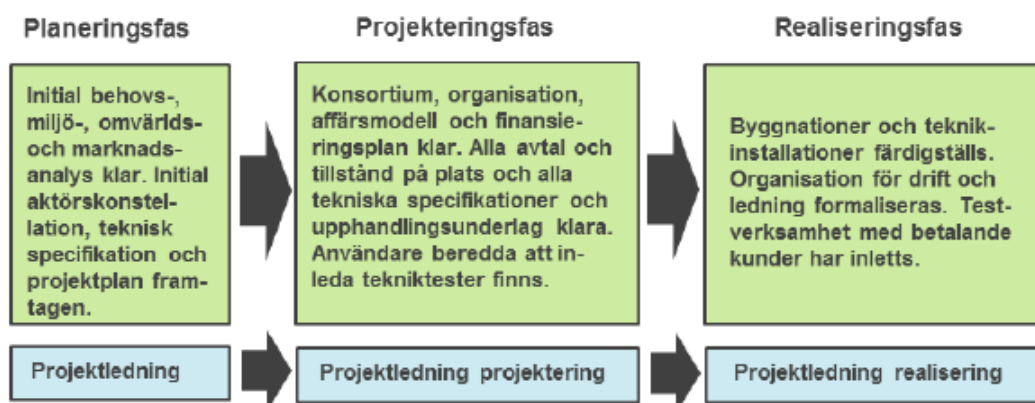 Planeringsfas
Projekteringsfas
Realiseringsfas
Initial behovs-,
miljö-, omvärlds-
och marknads-
analys klar. Initial
aktörskonstel-
lation, teknisk
specifikation och
projektplan fram-
tagen.
Konsortium, organisation,
affärsmodell och finansie-
ringsplan klar. Alla avtal och
tillstånd på plats och alla
tekniska specifikationer och
upphandlingsunderlag klara.
Användare beredda att in-
leda tekniktester finns.
Byggnationer och teknik-
installationer färdigställs.
Organisation för drift och
ledning formaliseras. Test-
verksamhet med betalande
kunder har inletts.
Projektledning
Projektledning projektering
Projektledning realisering